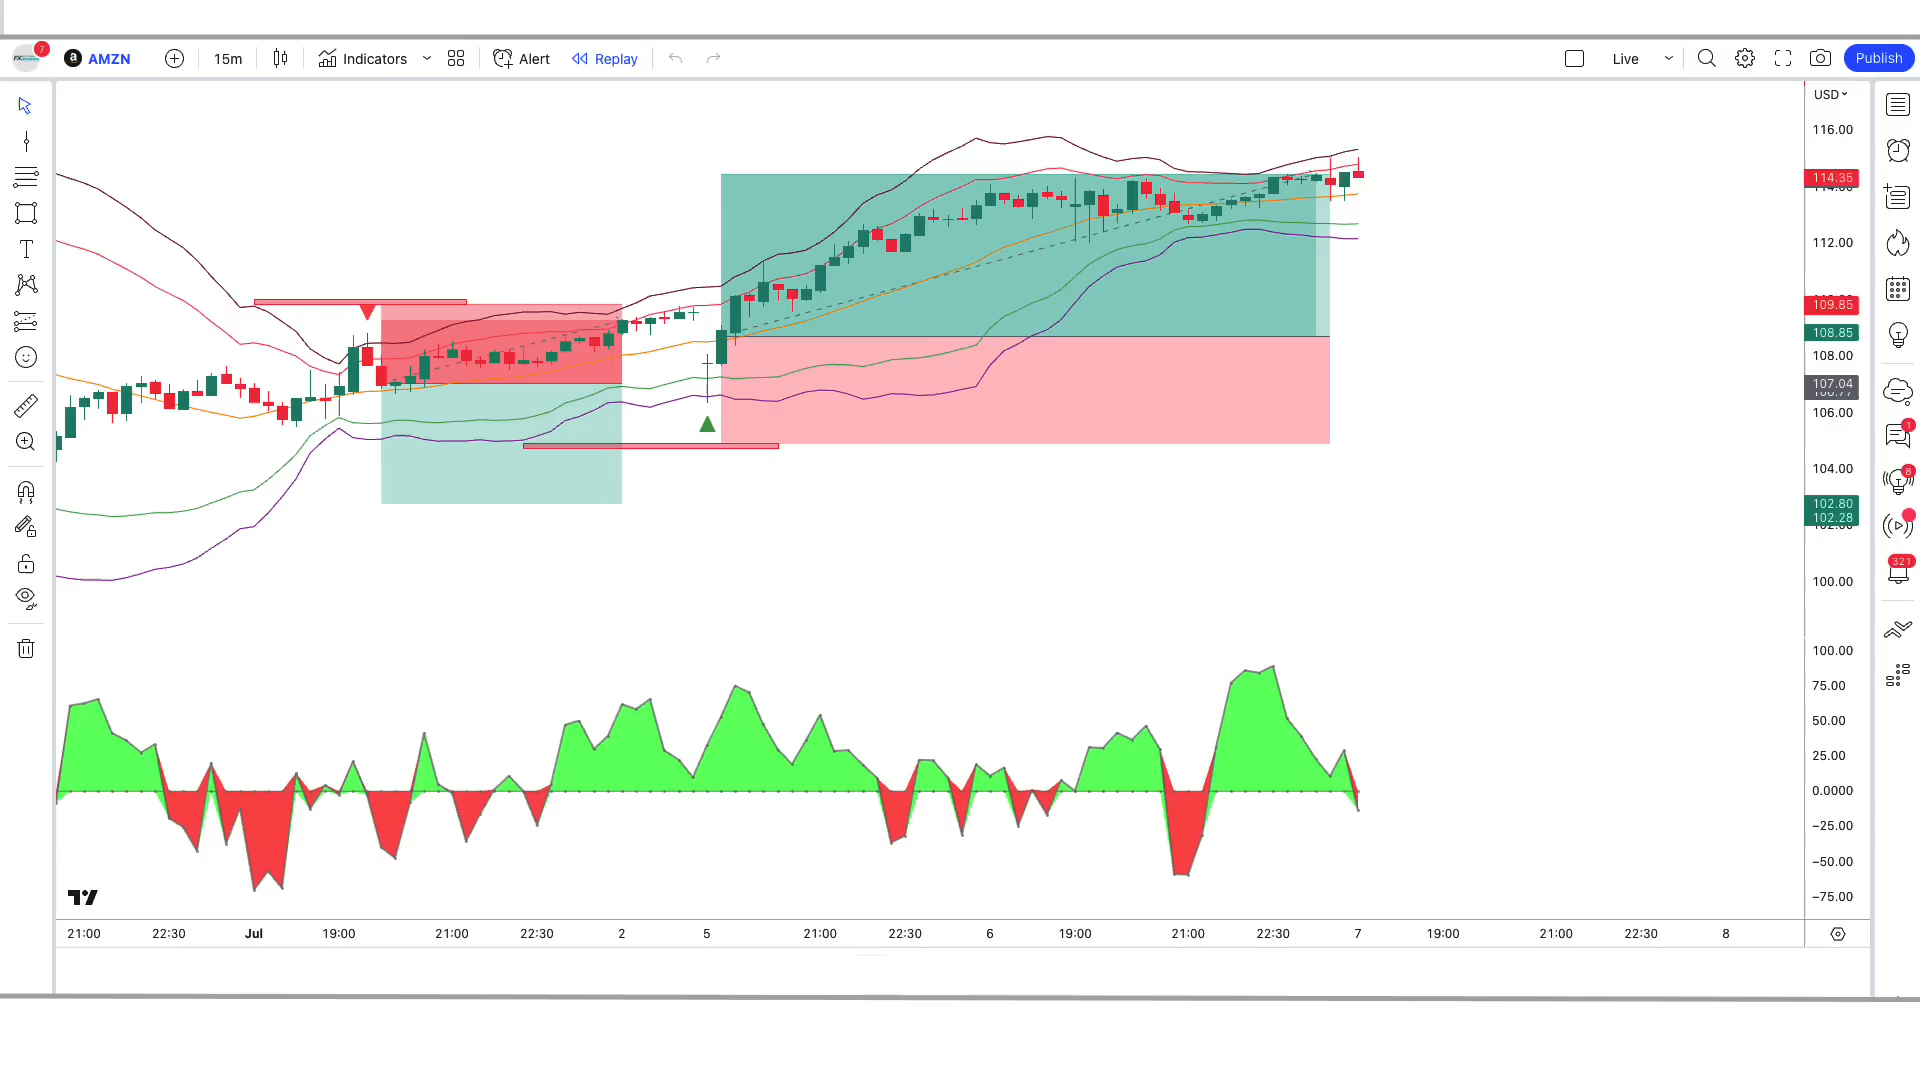 7
AMZN
15m
Indicators
Alert
Replay
Live
Publish
USD
116.00
114.35
112.00
109.85
108.85
108.00
107.04
106.00
104.00
102.80
102.28
100.00
100.00
75.00
50.00
25.00
0.0000
−25.00
−50.00
−75.00
1
8
321
21:00 22:30 Jul 19:00 21:00 22:30 2 5 21:00 22:30 6 19:00 21:00 22:30 7 19:00 21:00 22:30 8